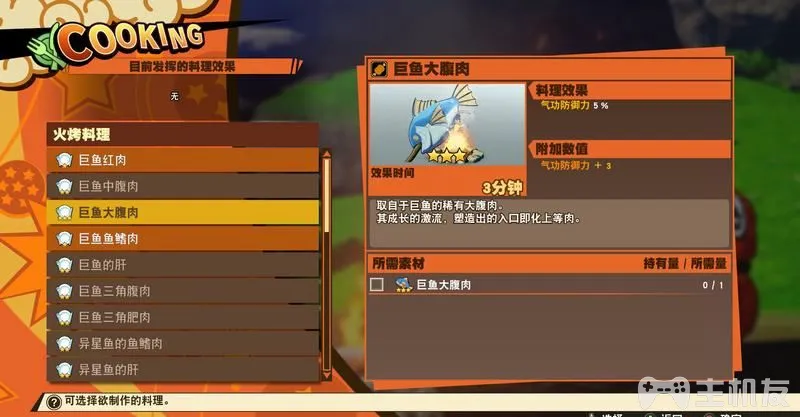 COOKING
目前发挥的料理效果
无
火烤料理
巨鱼红肉
巨鱼中腹肉
巨鱼大腹肉
巨鱼鱼鳍肉
巨鱼的肝
巨鱼三角腹肉
巨鱼三角肥肉
异星鱼的鱼鳍肉
异星鱼的肝
巨鱼大腹肉
料理效果
气功防御力 5 %
附加数值
气功防御力 + 3
效果时间
3分钟
取自于巨鱼的稀有大腹肉。
其成长的激流，塑造出的入口即化上等肉。
所需素材 持有量 / 所需量
巨鱼大腹肉 0 / 1
?可选择欲制作的料理。
主机友